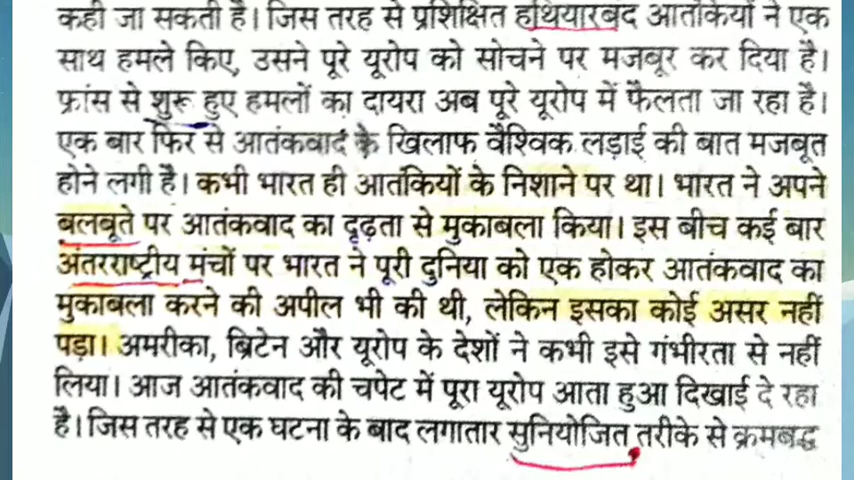 कही जा सकती है। जिस तरह से प्रशिक्षित हथियारबंद आतंकियों ने एक
साथ हमले किए, उसने पूरे यूरोप को सोचने पर मजबूर कर दिया है।
फ्रांस से शुरू हुए हमलों का दायरा अब पूरे यूरोप में फैलता जा रहा है।
एक बार फिर से आतंकवाद के खिलाफ वैश्विक लड़ाई की बात मजबूत
होने लगी है। कभी भारत ही आतंकियों के निशाने पर था। भारत ने अपने
बलबूते पर आतंकवाद का दृढ़ता से मुकाबला किया। इस बीच कई बार
अंतरराष्ट्रीय मंचों पर भारत ने पूरी दुनिया को एक होकर आतंकवाद का
मुकाबला करने की अपील भी की थी, लेकिन इसका कोई असर नहीं
पड़ा। अमरीका, ब्रिटेन और यूरोप के देशों ने कभी इसे गंभीरता से नहीं
लिया। आज आतंकवाद की चपेट में पूरा यूरोप आता हुआ दिखाई दे रहा
है। जिस तरह से एक घटना के बाद लगातार सुनियोजित तरीके से क्रमबद्ध